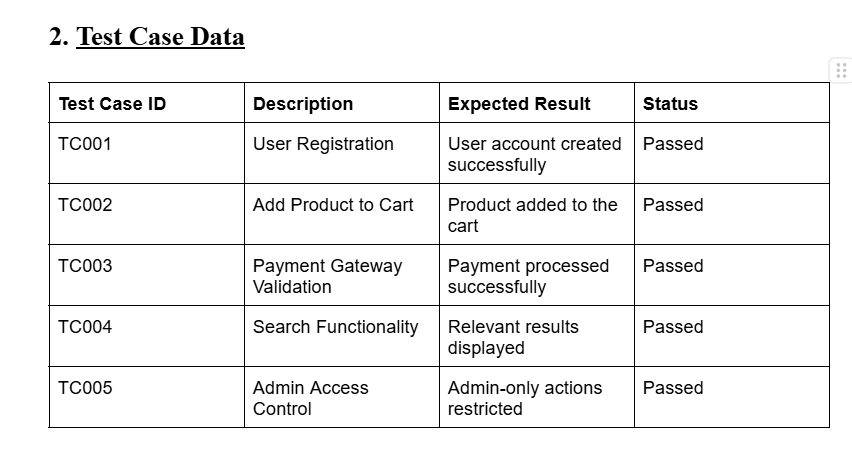 2. Test Case Data
Test Case ID Description Expected Result Status
TC001 User Registration User account created Passed
successfully
TC002 Add Product to Cart Product added to the Passed
cart
TC003 Payment Gateway Payment processed Passed
Validation successfully
TC004 Search Functionality Relevant results Passed
displayed
TC005 Admin Access Admin-only actions Passed
Control restricted